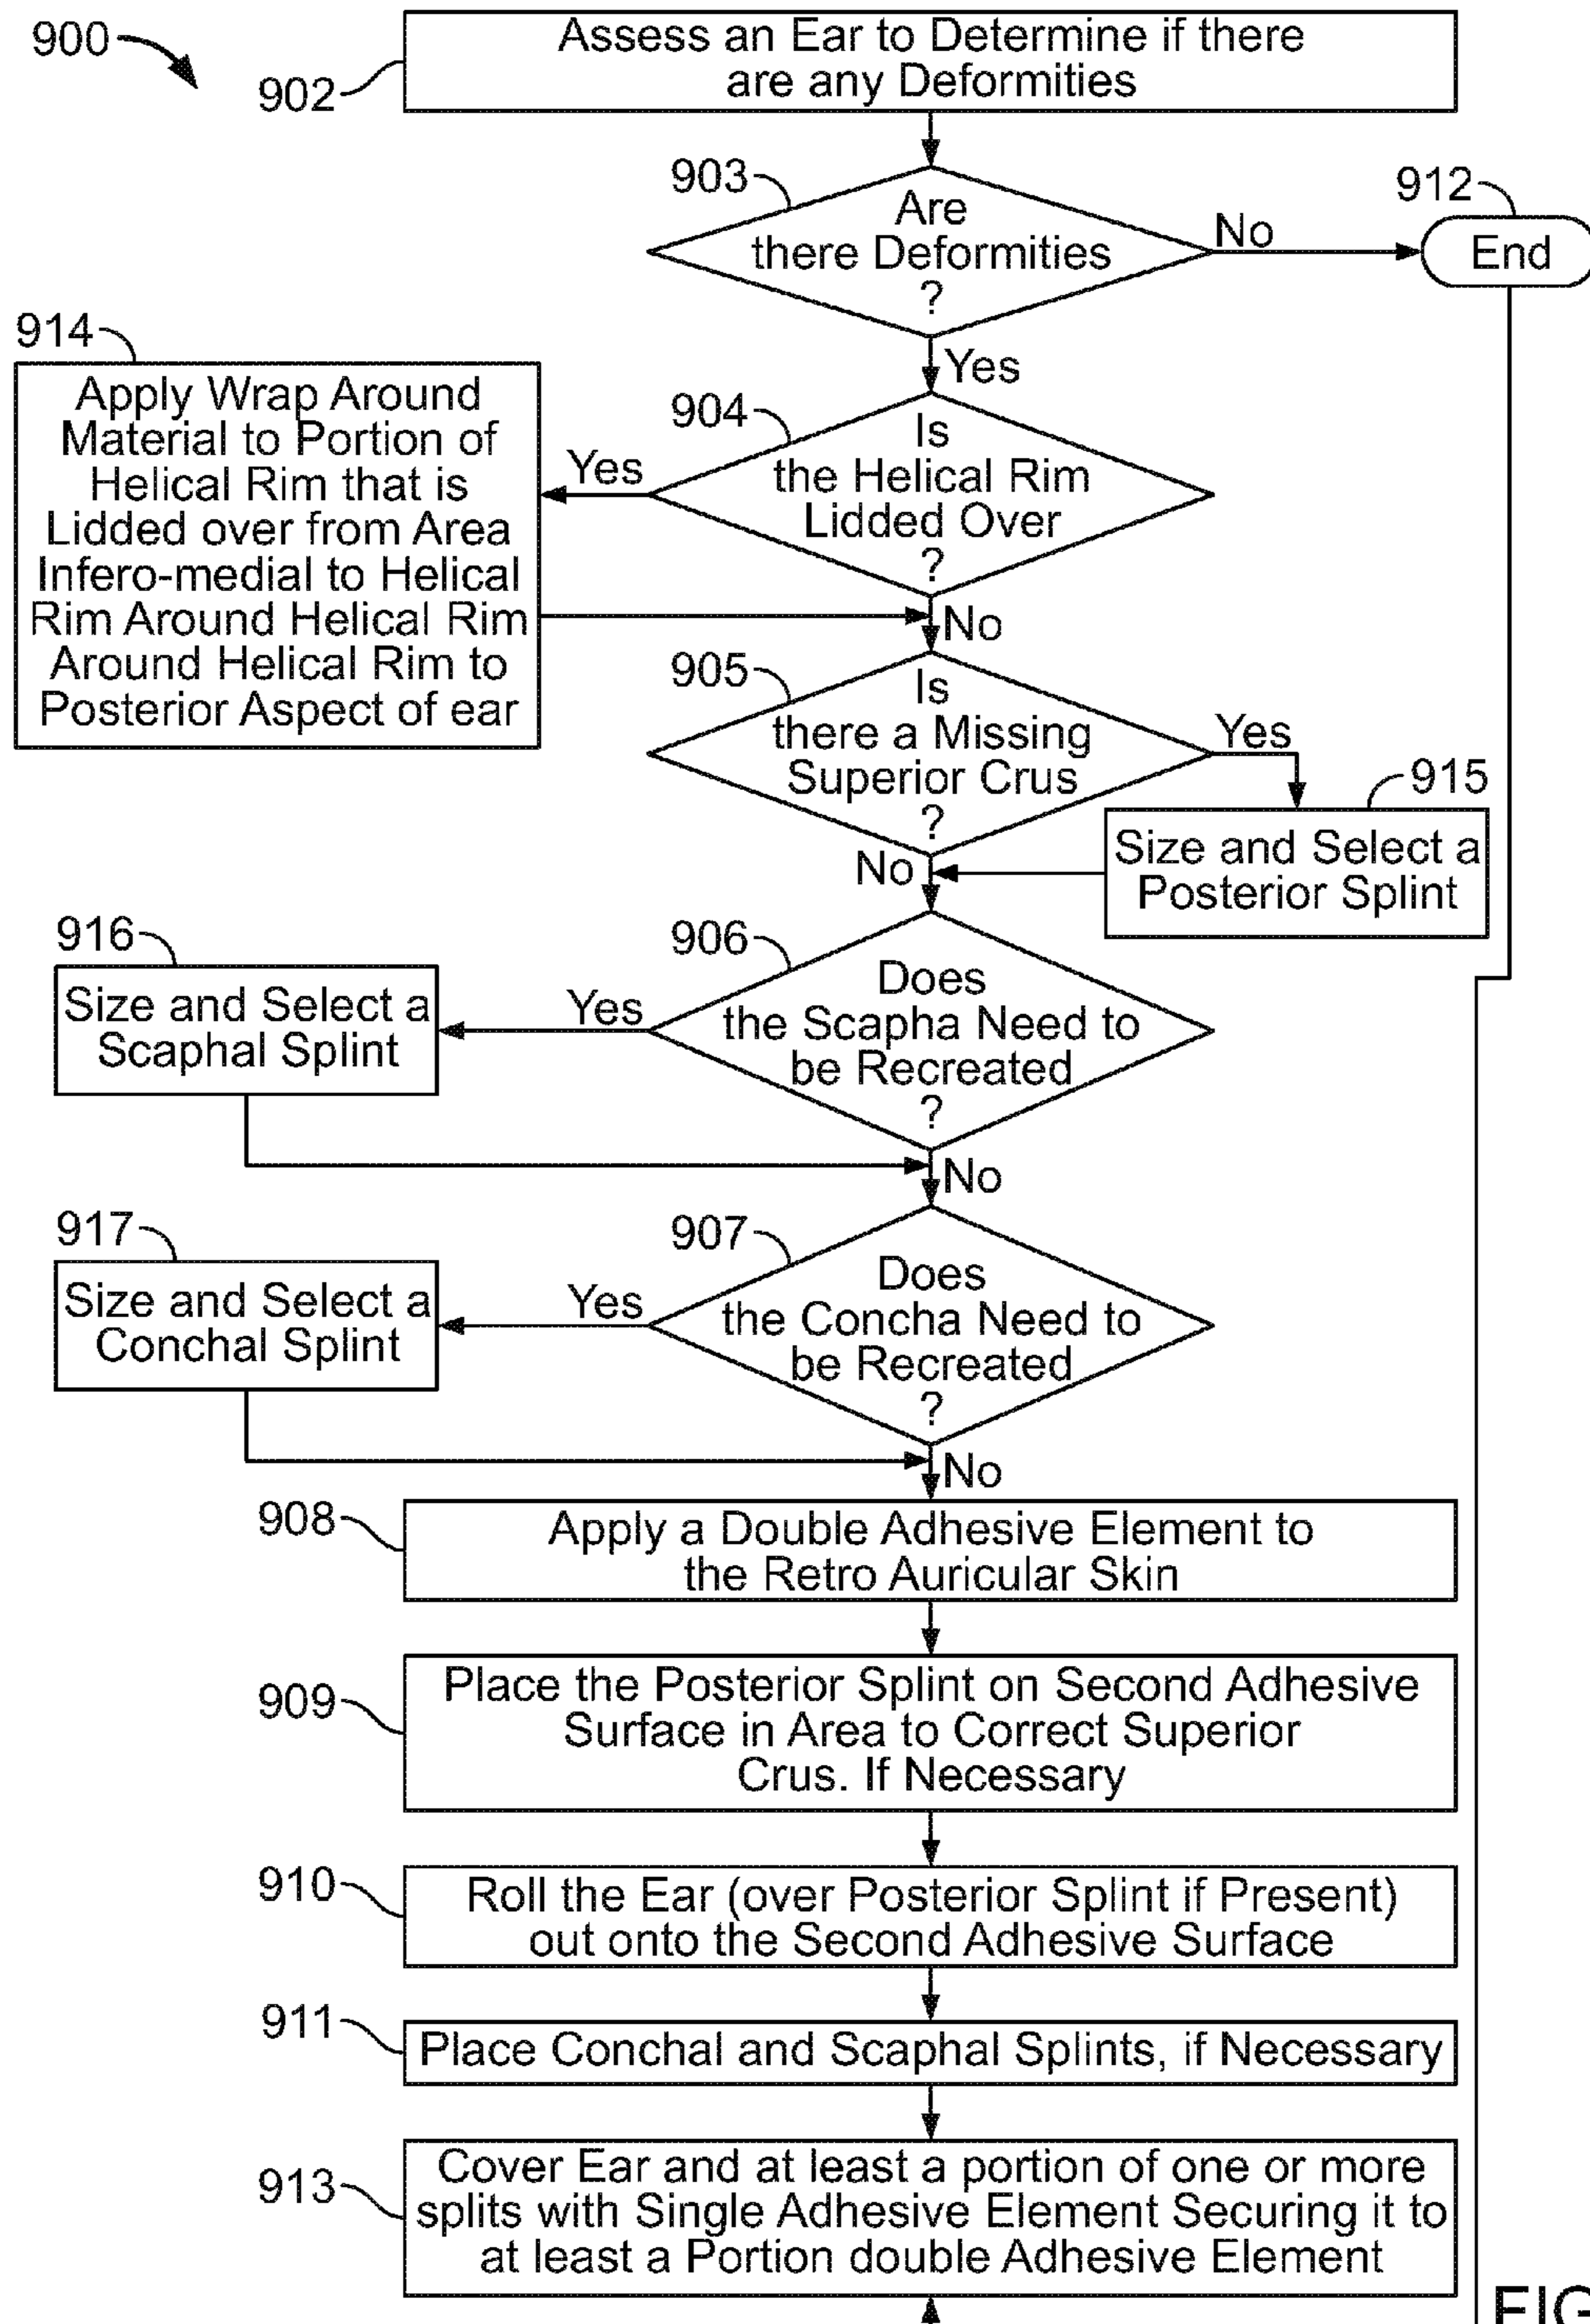 900
902
Assess an Ear to Determine if there
are any Deformities
903
Are
there Deformities
?
No
912
End
Yes
914
Apply Wrap Around
Material to Portion of
Helical Rim that is
Lidded over from Area
Infero-medial to Helical
Rim Around Helical Rim
Around Helical Rim to
Posterior Aspect of ear
904
Is
the Helical Rim
Lidded Over
?
Yes
No
905
Is
there a Missing
Superior Crus
?
Yes
915
Size and Select a
Posterior Splint
No
906
Does
the Scapha Need to
be Recreated
?
Yes
916
Size and Select a
Scaphal Splint
No
907
Does
the Concha Need to
be Recreated
?
Yes
917
Size and Select a
Conchal Splint
No
908
Apply a Double Adhesive Element to
the Retro Auricular Skin
909
Place the Posterior Splint on Second Adhesive
Surface in Area to Correct Superior
Crus. If Necessary
910
Roll the Ear (over Posterior Splint if Present)
out onto the Second Adhesive Surface
911
Place Conchal and Scaphal Splints, if Necessary
913
Cover Ear and at least a portion of one or more
splits with Single Adhesive Element Securing it to
at least a Portion double Adhesive Element
FIG